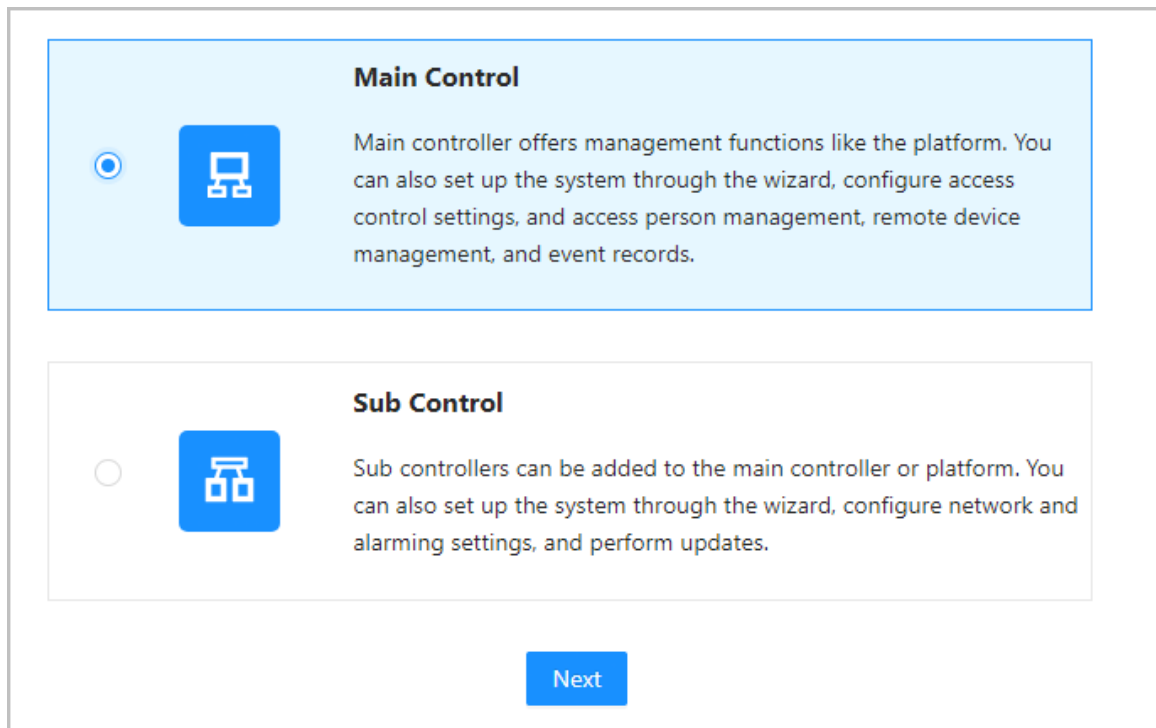 Main Control
Main controller offers management functions like the platform. You
can also set up the system through the wizard, configure access
control settings, and access person management, remote device
management, and event records.
Sub Control
Sub controllers can be added to the main controller or platform. You
can also set up the system through the wizard, configure network and
alarming settings, and perform updates.
Next